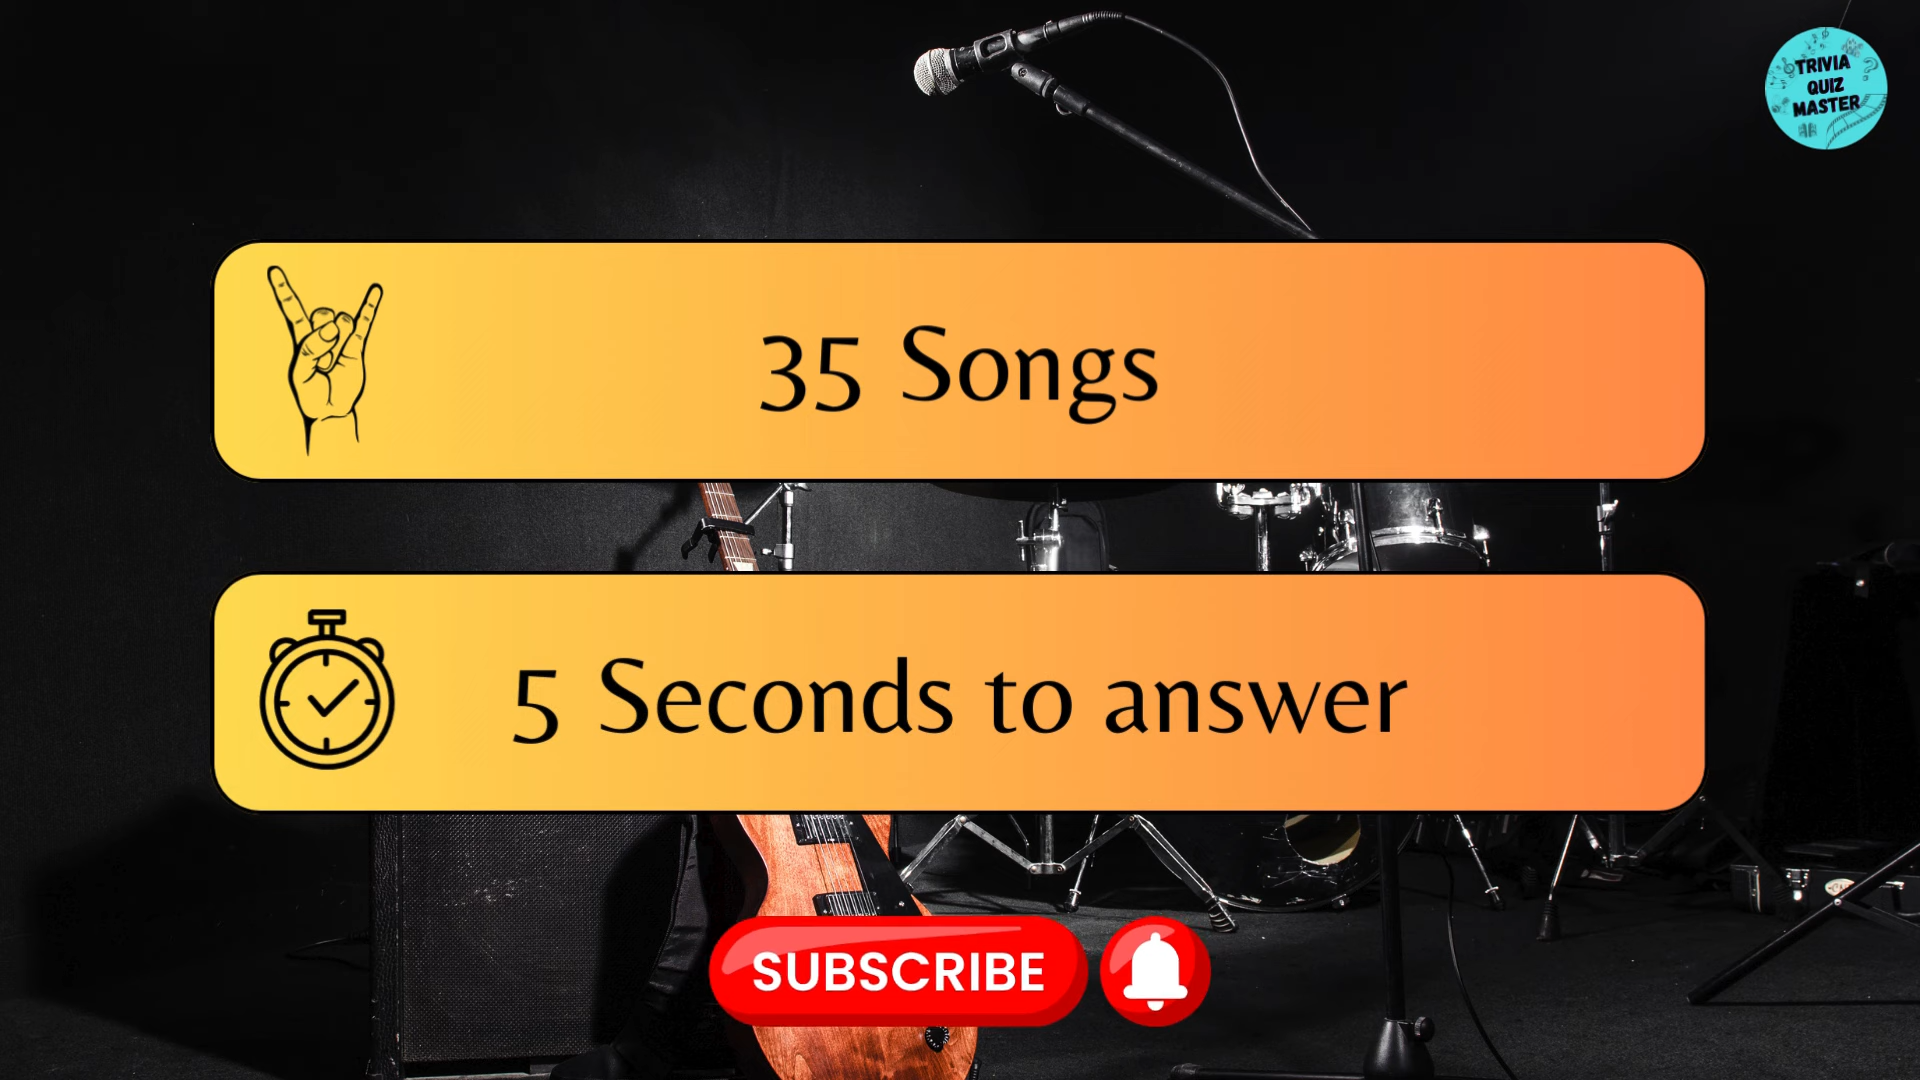 TRIVIA
QUIZ
MASTER
35 Songs
5 Seconds to answer
SUBSCRIBE